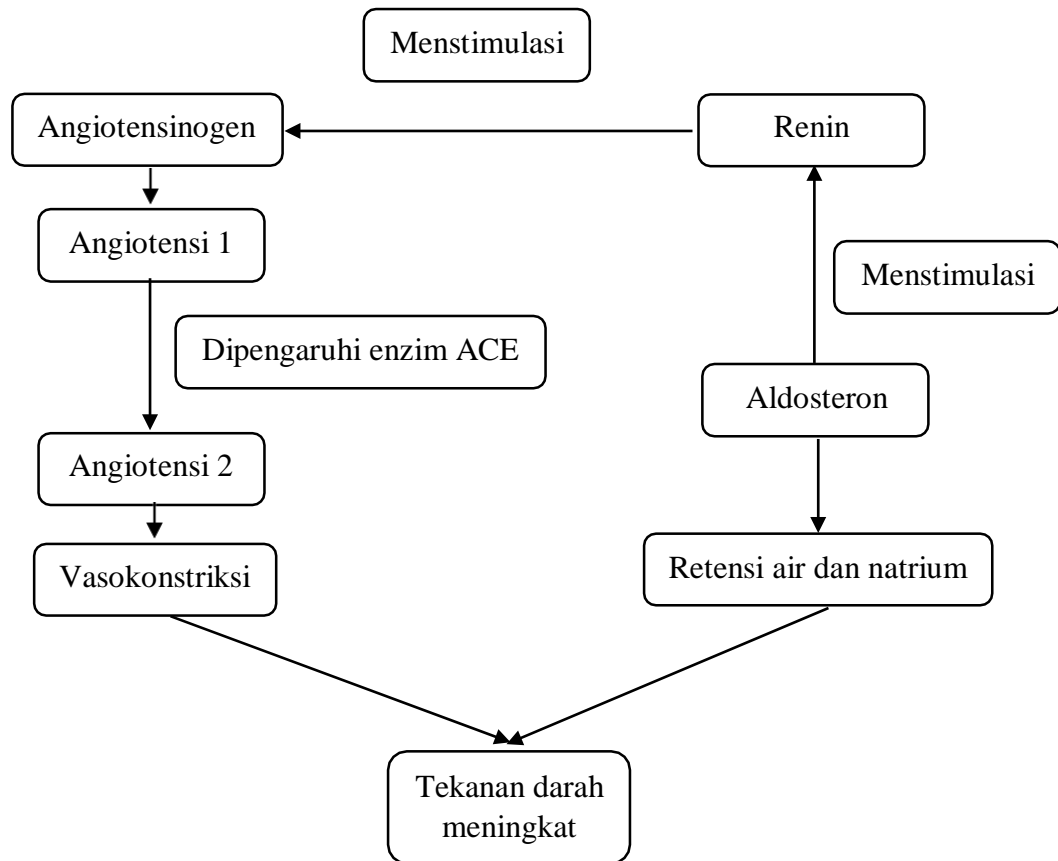 Menstimulasi
Angiotensinogen
Renin
Angiotensi 1
Menstimulasi
Dipengaruhi enzim ACE
Aldosteron
Angiotensi 2
Vasokonstriksi
Retensi air dan natrium
Tekanan darah
meningkat